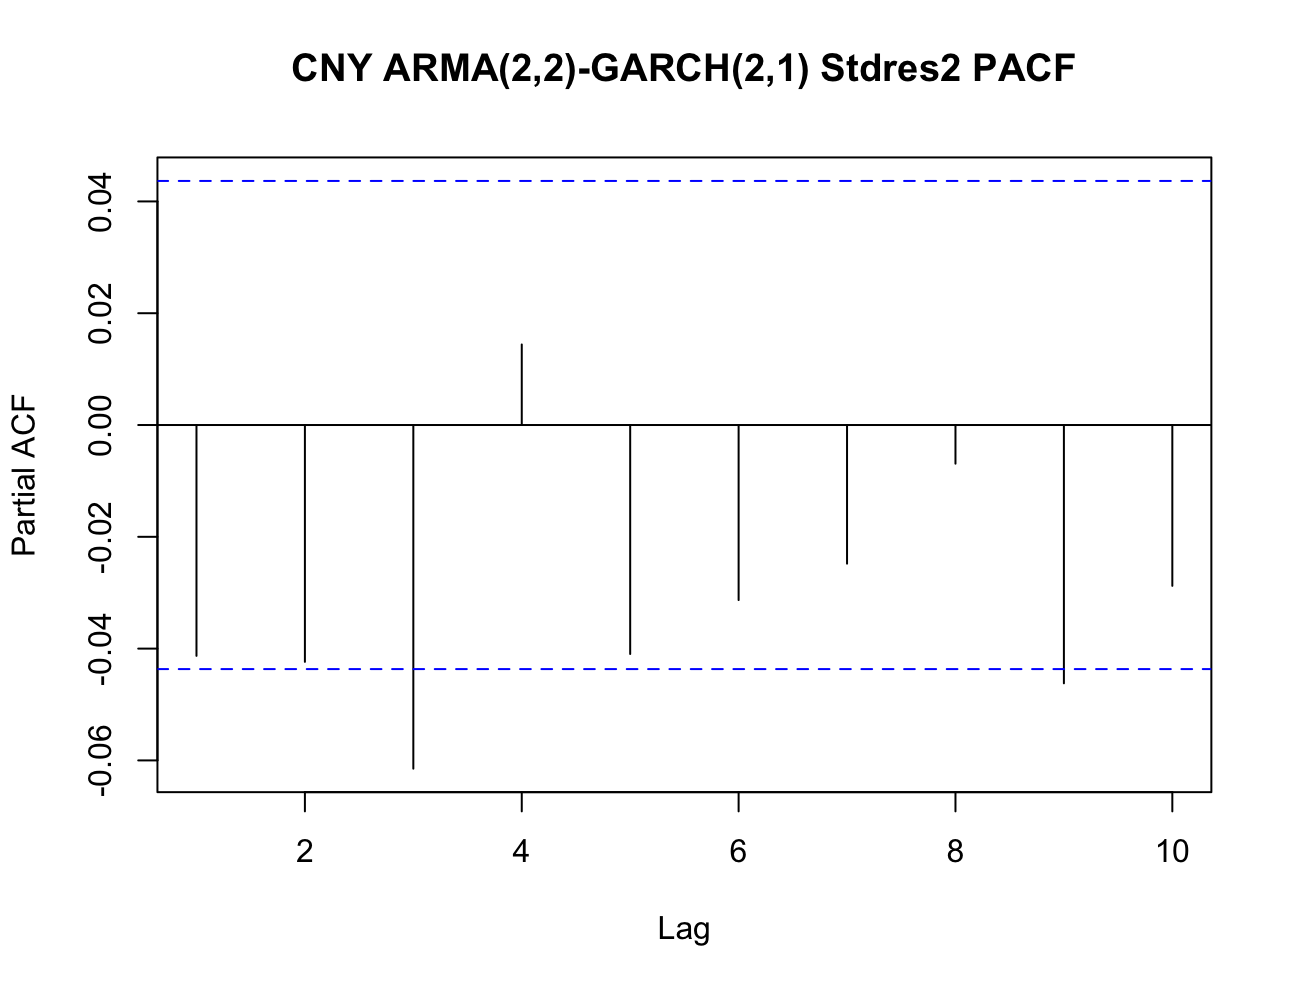 CNY ARMA(2,2)-GARCH(2,1) Stdres2 PACF
Partial ACF
0.04
0.02
0.00
-0.02
-0.04
-0.06
2 4 6 8 10
Lag